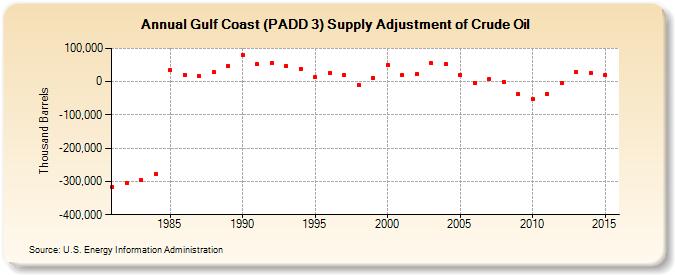 Annual Gulf Coast (PADD 3) Supply Adjustment of Crude Oil
Thousand Barrels
100,000
0
-100,000
-200,000
-300,000
-400,000
1985 1990 1995 2000 2005 2010 2015
Source: U.S. Energy Information Administration